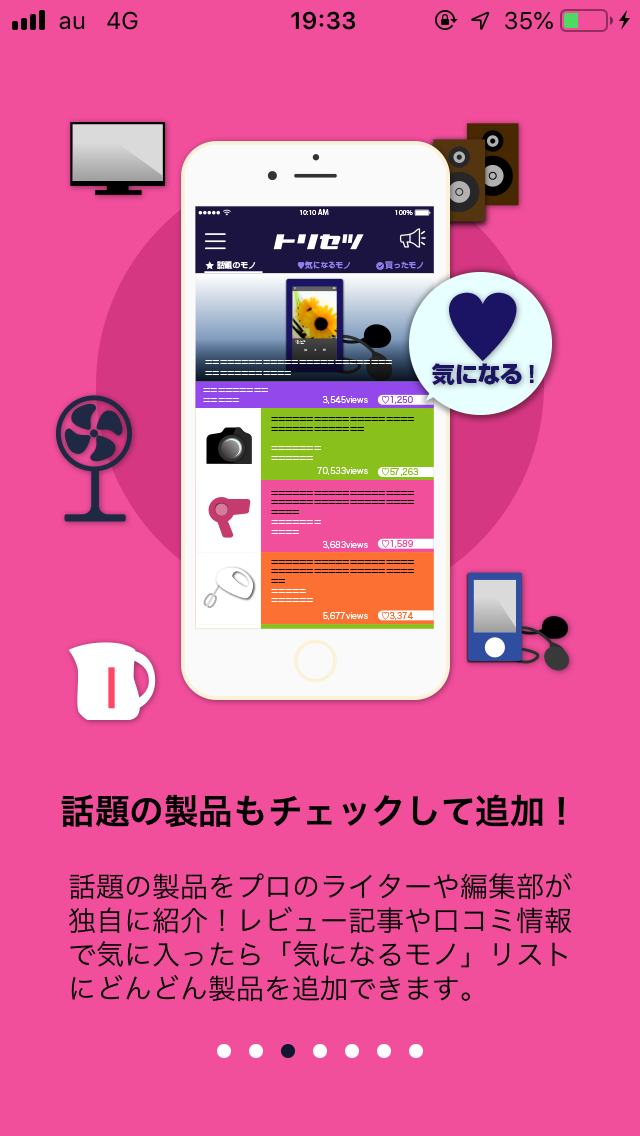 au 4G 19:33 35%
10:10 AM 100%
トリセツ
話題のモノ 気になるモノ 買ったモノ
気になる！
3,545views ♡1,250
70,533views ♡57,263
3,683views ♡1,589
5,677views ♡3,374
話題の製品もチェックして追加！
話題の製品をプロのライターや編集部が
独自に紹介！レビュー記事や口コミ情報
で気に入ったら「気になるモノ」リスト
にどんどん製品を追加できます。